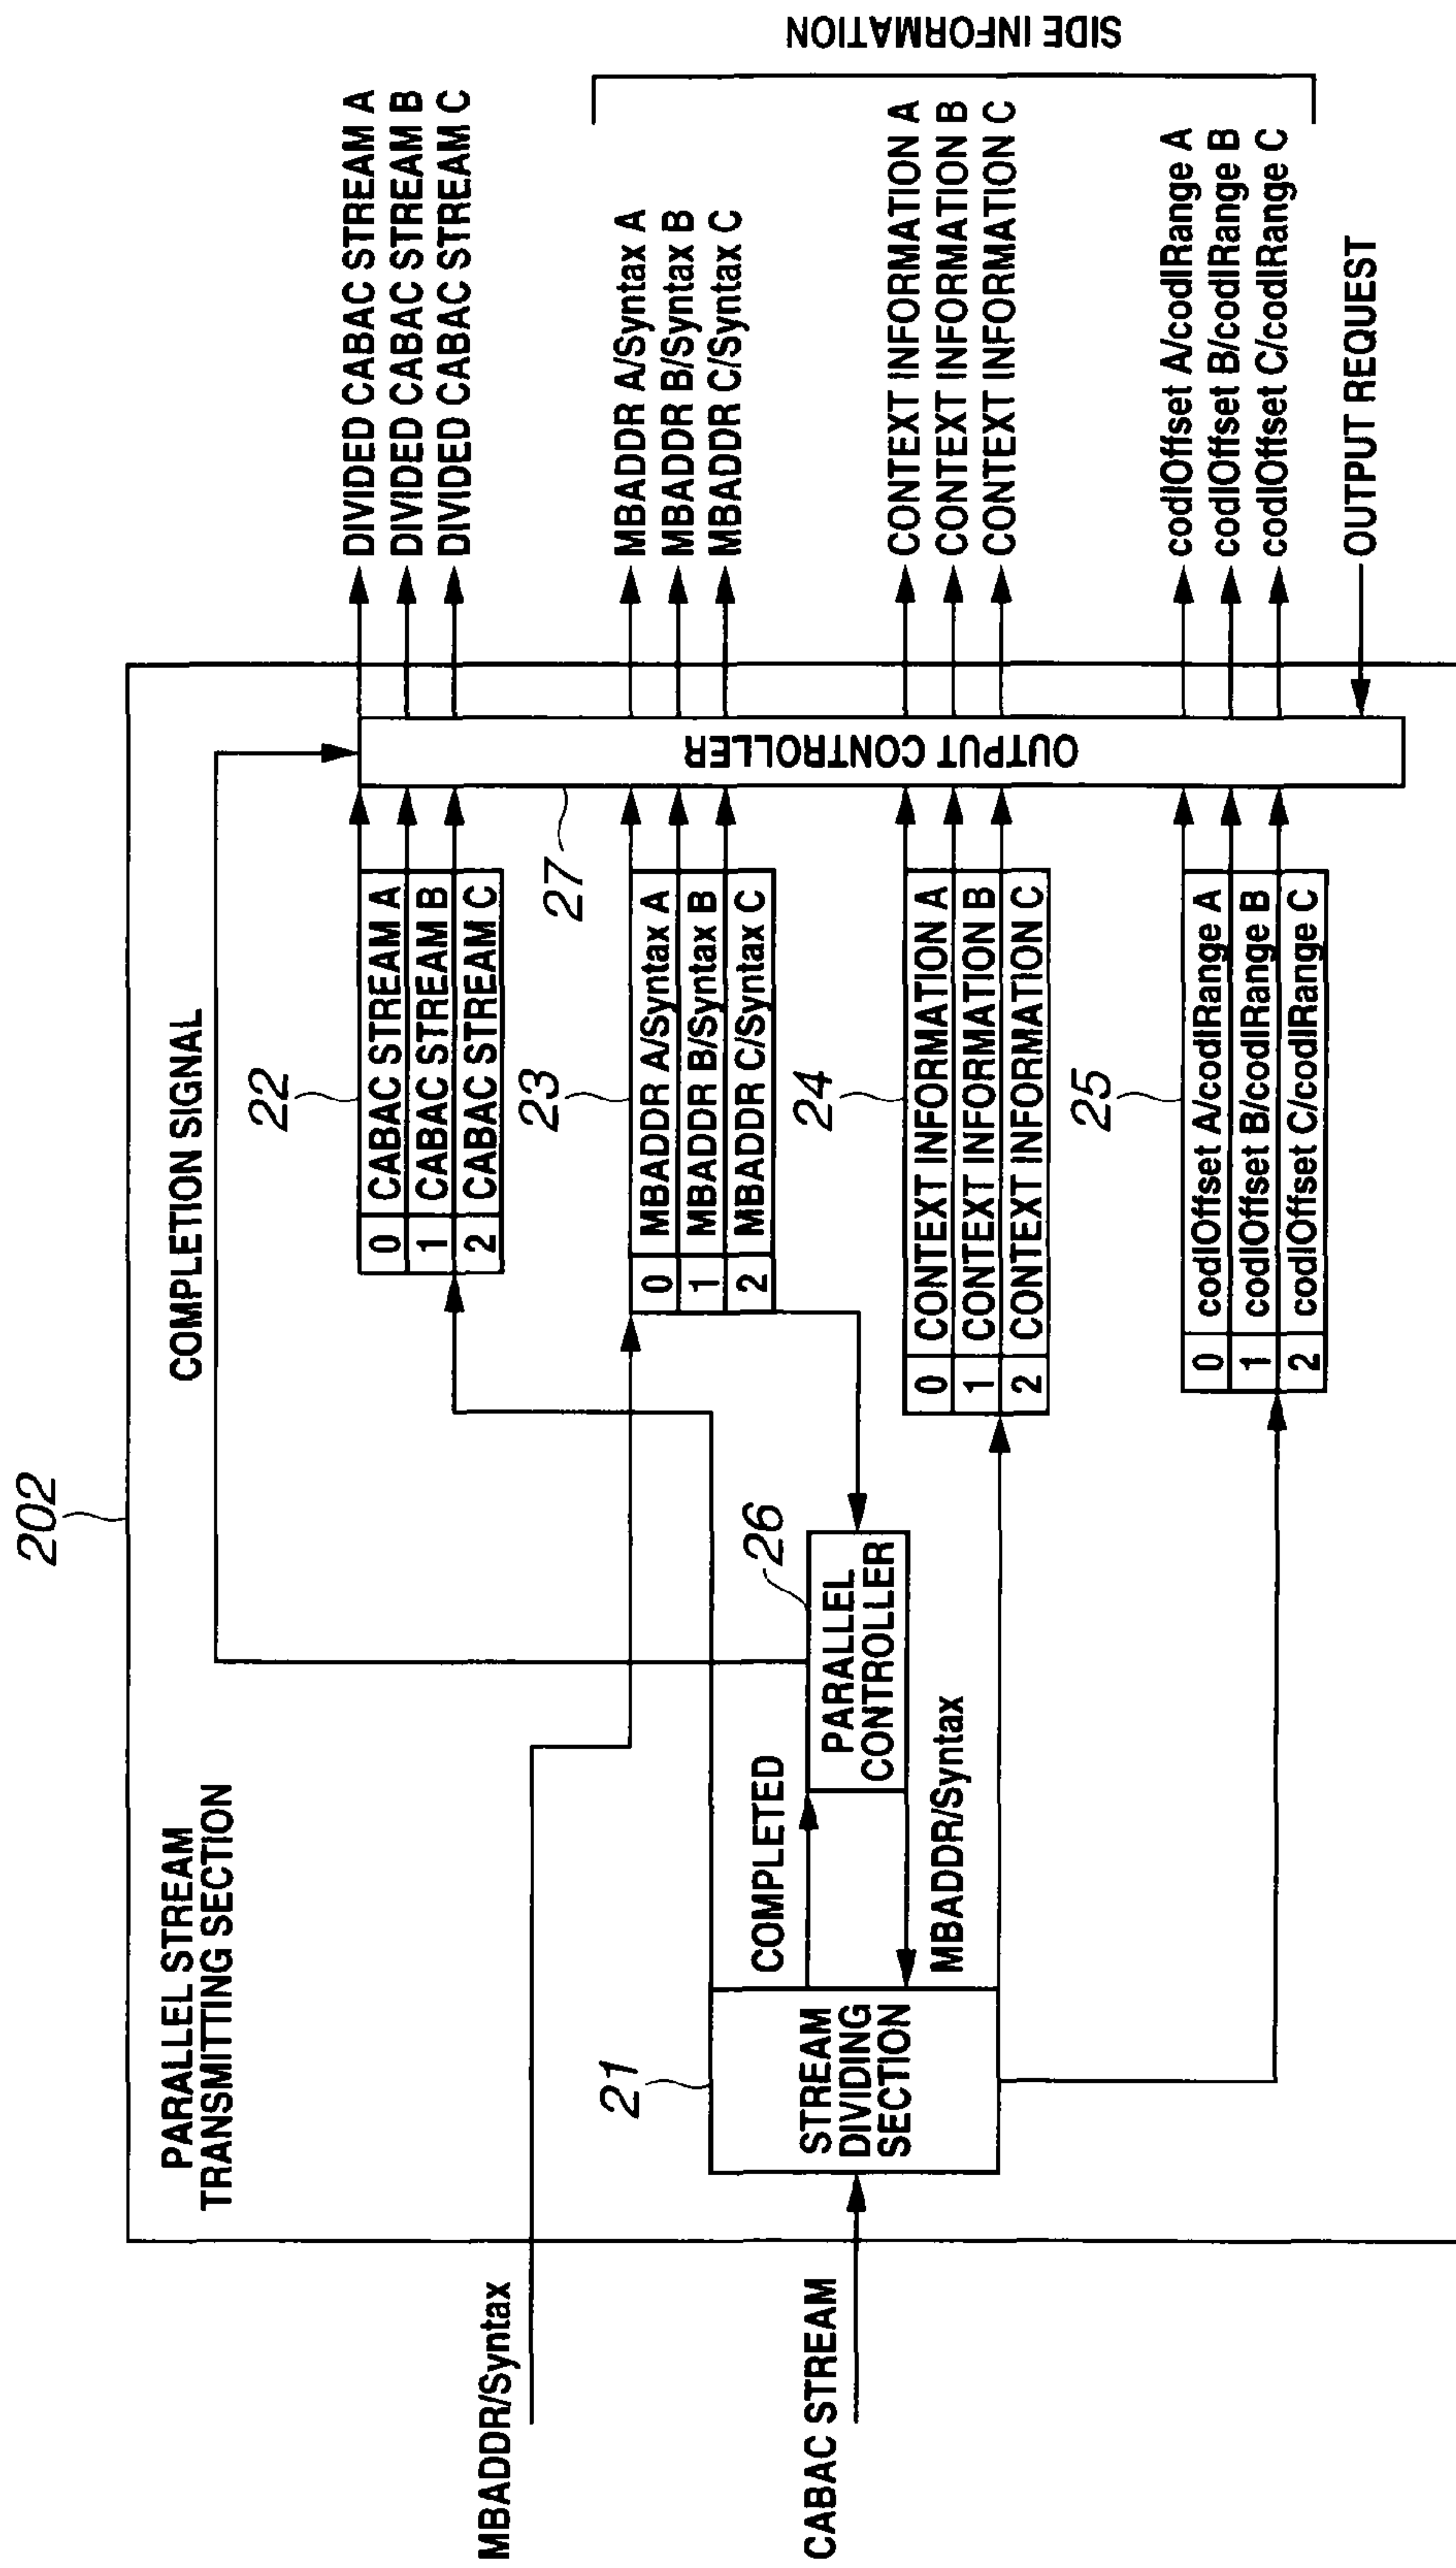 202
PARALLEL STREAM
TRANSMITTING SECTION
COMPLETION SIGNAL
MBADDR/Syntax
CABAC STREAM
21
STREAM
DIVIDING
SECTION
COMPLETED
MBADDR/Syntax
26
PARALLEL
CONTROLLER
22
0 CABAC STREAM A
1 CABAC STREAM B
2 CABAC STREAM C
23
0 MBADDR A/Syntax A
1 MBADDR B/Syntax B
2 MBADDR C/Syntax C
24
0 CONTEXT INFORMATION A
1 CONTEXT INFORMATION B
2 CONTEXT INFORMATION C
25
0 codIOffset A/codIRange A
1 codIOffset B/codIRange B
2 codIOffset C/codIRange C
27
OUTPUT CONTROLLER
DIVIDED CABAC STREAM A
DIVIDED CABAC STREAM B
DIVIDED CABAC STREAM C
MBADDR A/Syntax A
MBADDR B/Syntax B
MBADDR C/Syntax C
CONTEXT INFORMATION A
CONTEXT INFORMATION B
CONTEXT INFORMATION C
codIOffset A/codIRange A
codIOffset B/codIRange B
codIOffset C/codIRange C
OUTPUT REQUEST
SIDE INFORMATION